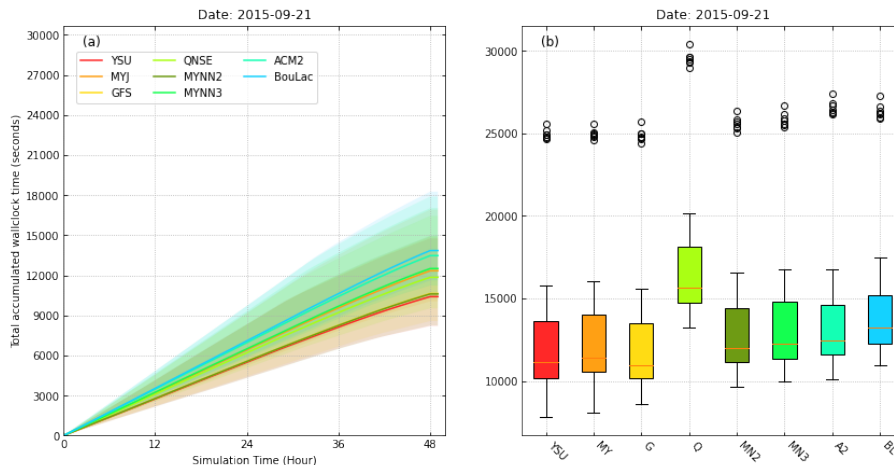 Date: 2015-09-21
(a)
YSU
MYJ
GFS
QNSE
MYNN2
MYNN3
ACM2
BouLac
30000
27000
24000
21000
18000
15000
12000
9000
6000
3000
0
Total accumulated wallclock time (seconds)
0 12 24 36 48
Simulation Time (Hour)
Date: 2015-09-21
(b)
30000
25000
20000
15000
10000
YSU MY G Q MN2 MN3 A2